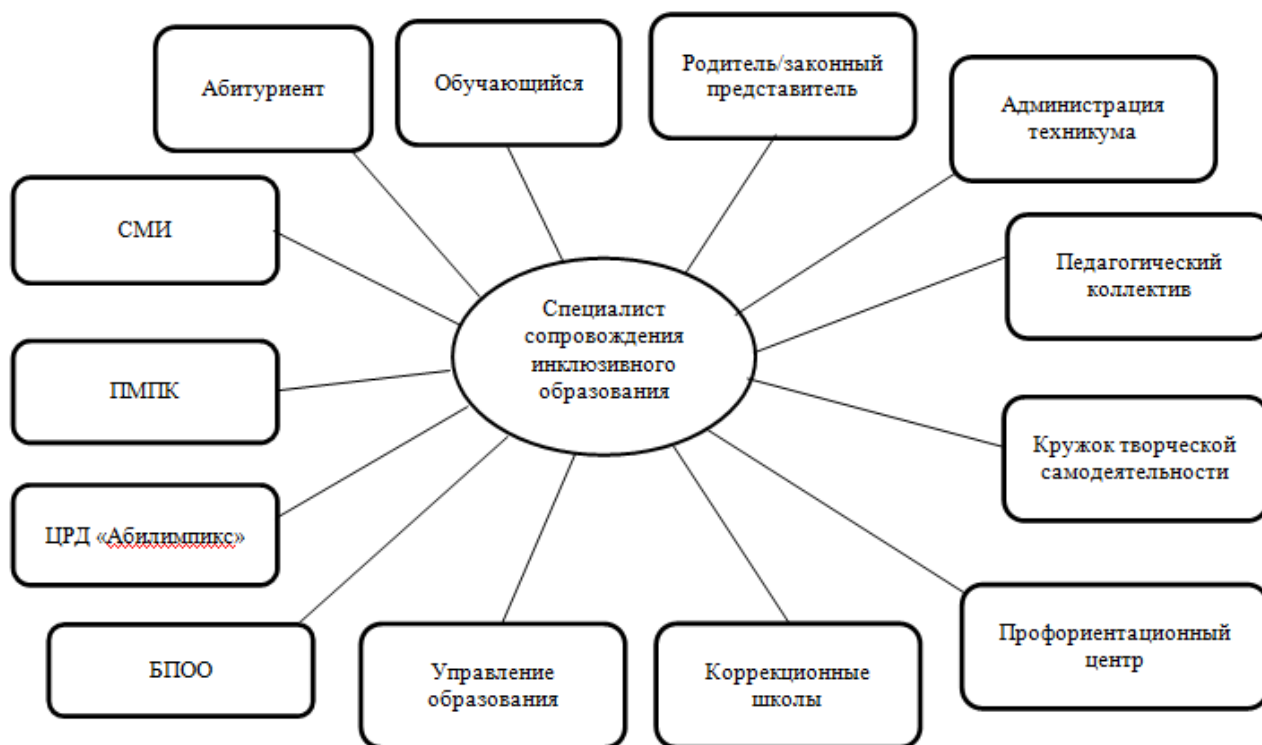 Абитуриент
Обучающийся
Родитель/законный
представитель
Администрация
техникума
СМИ
Педагогический
коллектив
Специалист
сопровождения
инклюзивного
образования
ПМПК
Кружок творческой
самодеятельности
ЦРД «Абилимпикс»
Профориентационный
центр
БПОО
Управление
образования
Коррекционные
школы